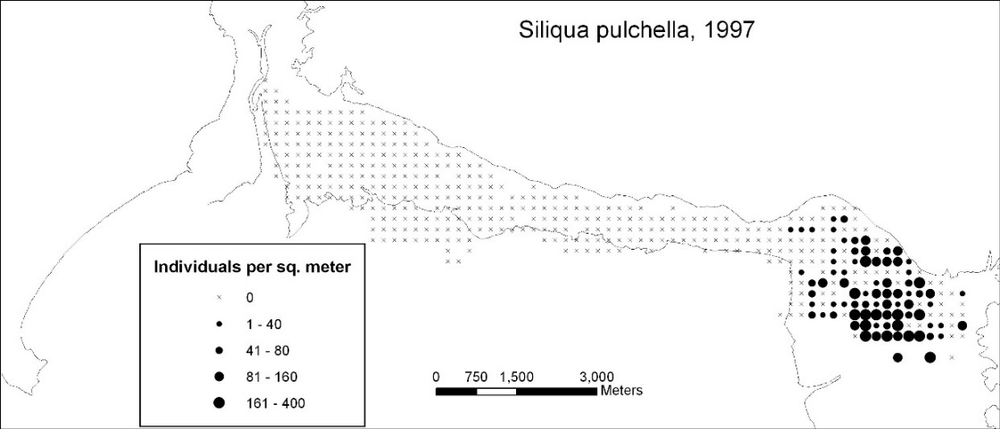 Siliqua pulchella, 1997
Individuals per sq. meter
0
1 - 40
41 - 80
81 - 160
161 - 400
0 750 1,500 3,000
Meters